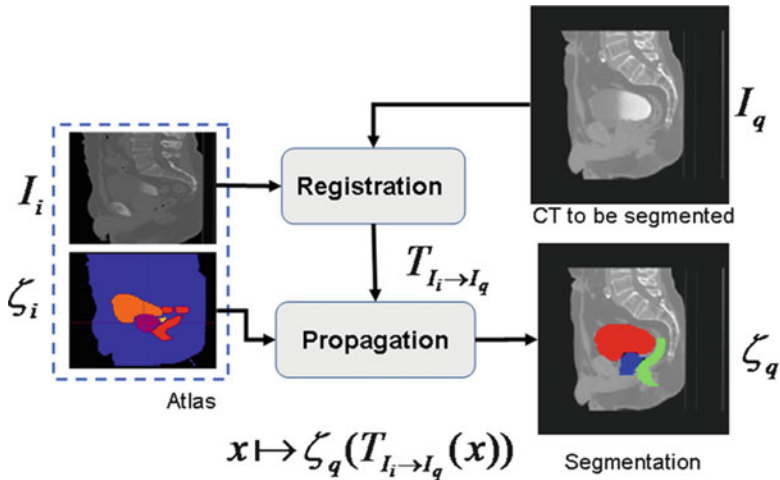 I_q
I_i
Registration
CT to be segmented
T_{I_i→I_q}
ζ_i
Propagation
ζ_q
Atlas
x ↦ ζ_q(T_{I_i→I_q}(x))
Segmentation